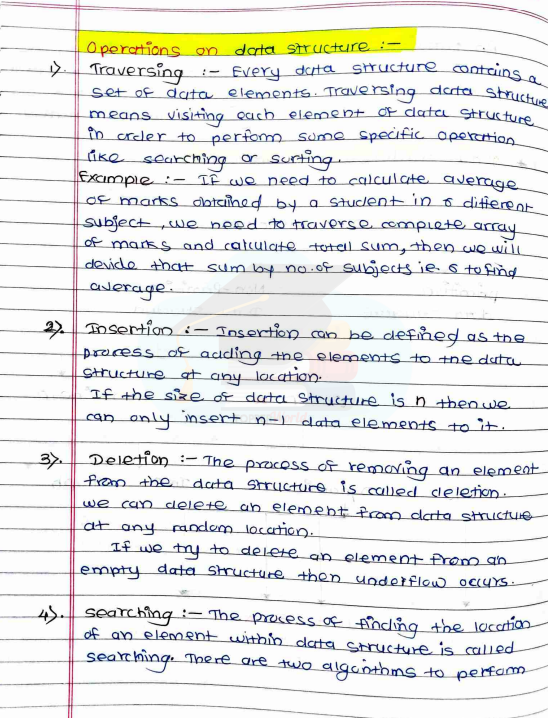 Operations on data structure :-
1). Traversing :- Every data structure contains a
set of data elements. Traversing data structure
means visiting each element of data structure
in order to perform some specific operation
like searching or sorting.
Example :- If we need to calculate average
of marks obtained by a student in 6 different
subject, we need to traverse complete array
of marks and calculate total sum, then we will
devide that sum by no. of subjects i.e. 6 to find
average.
2). Insertion :- Insertion can be defined as the
process of adding the elements to the data
structure at any location.
If the size of data structure is n then we
can only insert n-1 data elements to it.
3). Deletion :- The process of removing an element
from the data structure is called deletion.
we can delete an element from data structure
at any random location.
If we try to delete an element from an
empty data structure then underflow occurs.
4). searching :- The process of finding the location
of an element within data structure is called
searching. There are two algorithms to perform